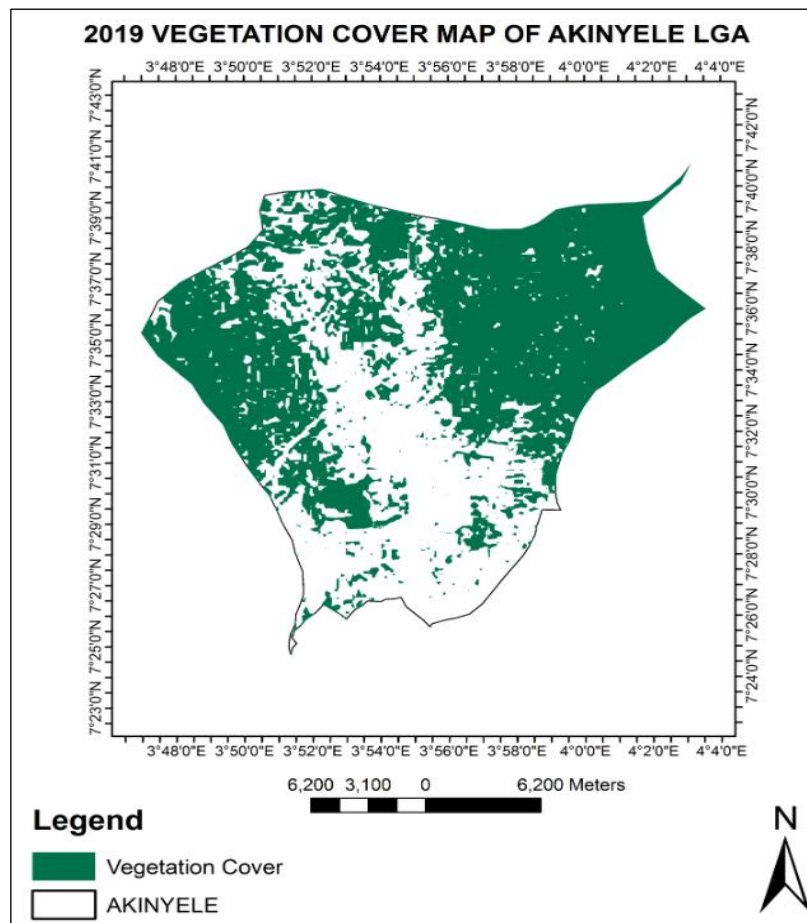 2019 VEGETATION COVER MAP OF AKINYELE LGA
3°48'0"E 3°50'0"E 3°52'0"E 3°54'0"E 3°56'0"E 3°58'0"E 4°0'0"E 4°2'0"E 4°4'0"E
7°43'0"N
7°41'0"N
7°39'0"N
7°37'0"N
7°35'0"N
7°33'0"N
7°31'0"N
7°29'0"N
7°27'0"N
7°25'0"N
7°23'0"N
7°42'0"N
7°40'0"N
7°38'0"N
7°36'0"N
7°34'0"N
7°32'0"N
7°30'0"N
7°28'0"N
7°26'0"N
7°24'0"N
3°48'0"E 3°50'0"E 3°52'0"E 3°54'0"E 3°56'0"E 3°58'0"E 4°0'0"E 4°2'0"E 4°4'0"E
6,200 3,100 0 6,200 Meters
Legend
Vegetation Cover
AKINYELE
N